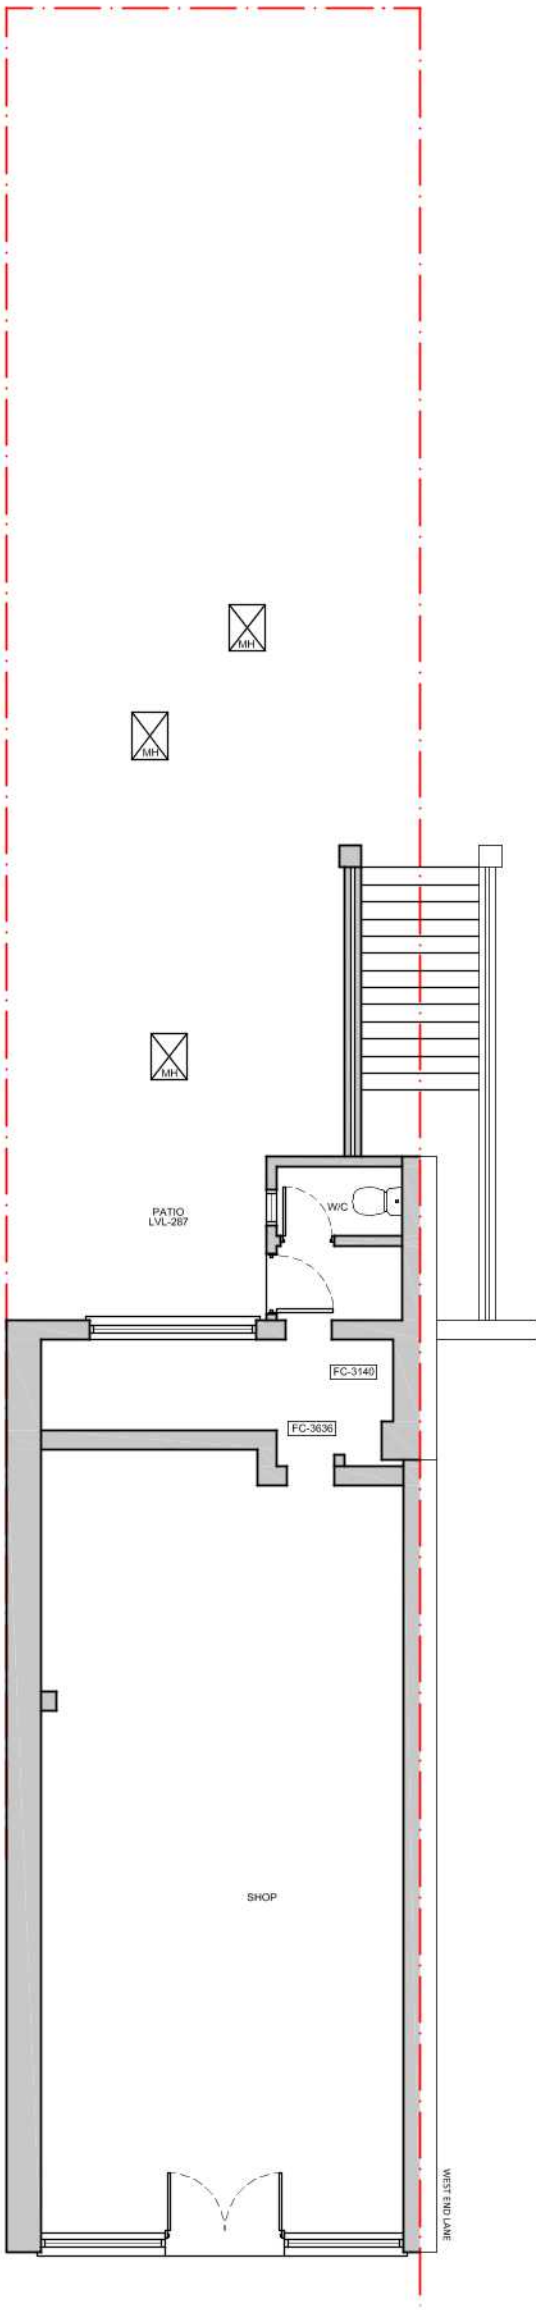 MH
MH
MH
W/C
PATIO
LVL-287
FC-3140
FC-3636
SHOP
WEST END LANE